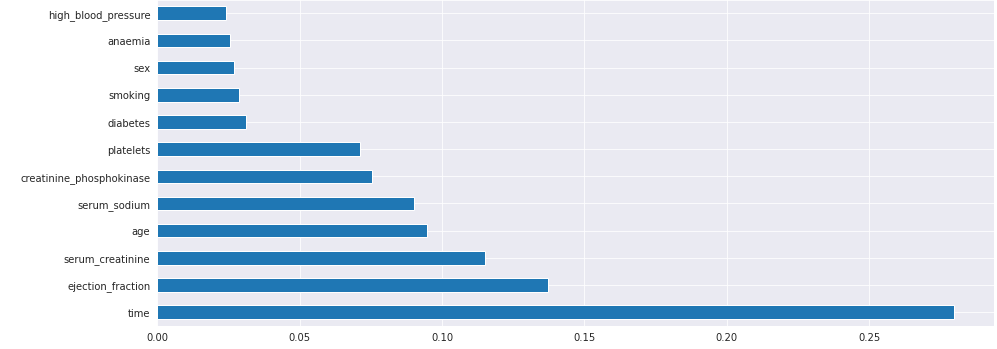 high_blood_pressure
anaemia
sex
smoking
diabetes
platelets
creatinine_phosphokinase
serum_sodium
age
serum_creatinine
ejection_fraction
time
0.00 0.05 0.10 0.15 0.20 0.25